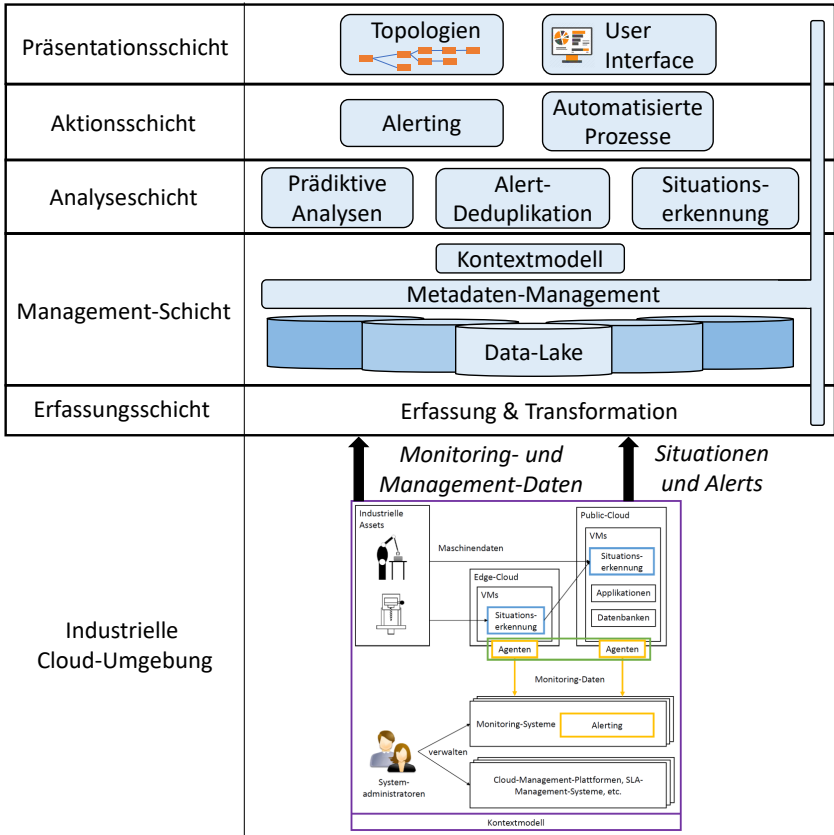 Präsentationsschicht
Topologien
User
Interface
Aktionsschicht
Alerting
Automatisierte
Prozesse
Analyseschicht
Prädiktive
Analysen
Alert-
Deduplikation
Situations-
erkennung
Management-Schicht
Kontextmodell
Metadaten-Management
Data-Lake
Erfassungsschicht
Erfassung & Transformation
Monitoring- und
Management-Daten
Situationen
und Alerts
Industrielle
Cloud-Umgebung
Industrielle
Assets
Maschinendaten
Public-Cloud
VMs
Situations-
erkennung
Applikationen
Datenbanken
Edge-Cloud
VMs
Situations-
erkennung
Agenten
Agenten
Monitoring-Daten
Monitoring-Systeme
Alerting
verwalten
System-
administratoren
Cloud-Management-Plattformen, SLA-
Management-Systeme, etc.
Kontextmodell